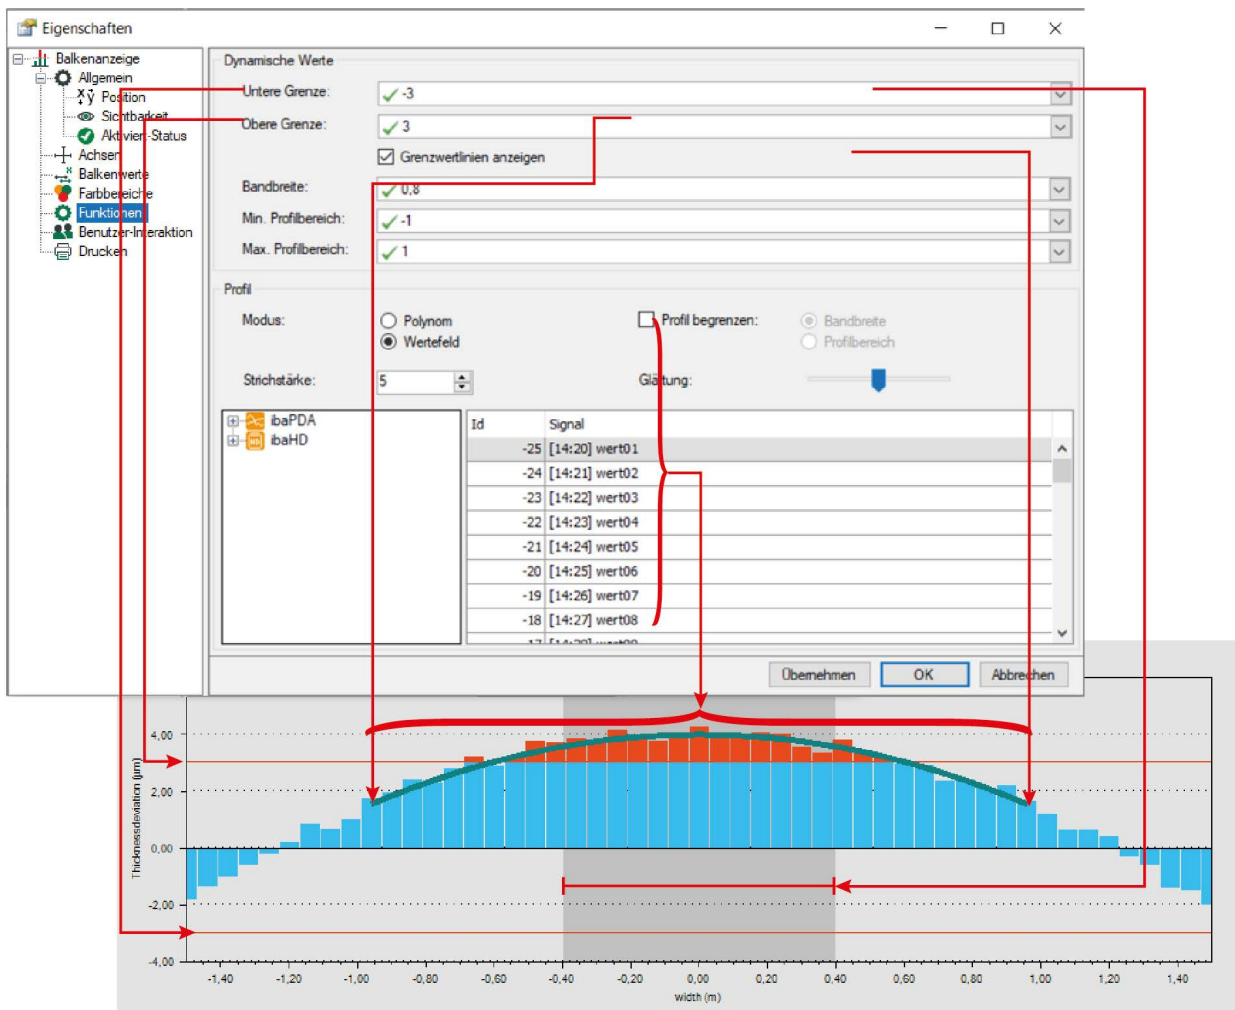 Eigenschaften
Balkenanzeige
Allgemein
Position
Sichtbarkeit
Aktiviert-Status
Achsen
Balkenwerte
Farbbereiche
Funktionen
Benutzer-Interaktion
Drucken
Dynamische Werte
Untere Grenze: -3
Obere Grenze: 3
Grenzwertlinien anzeigen
Bandbreite: 0,8
Min. Profilbereich: -1
Max. Profilbereich: 1
Profil
Modus: Polynom Profil begrenzen: Bandbreite
Wertefeld Profilbereich
Strichstärke: 5 Glättung:
ibaPDA
ibaHD
Id Signal
-25 [14:20] wert01
-24 [14:21] wert02
-23 [14:22] wert03
-22 [14:23] wert04
-21 [14:24] wert05
-20 [14:25] wert06
-19 [14:26] wert07
-18 [14:27] wert08
Übernehmen OK Abbrechen
4,00
2,00
0,00
-2,00
-4,00
Thicknessdeviation (µm)
-1,40 -1,20 -1,00 -0,80 -0,60 -0,40 -0,20 0,00 0,20 0,40 0,60 0,80 1,00 1,20 1,40
width (m)